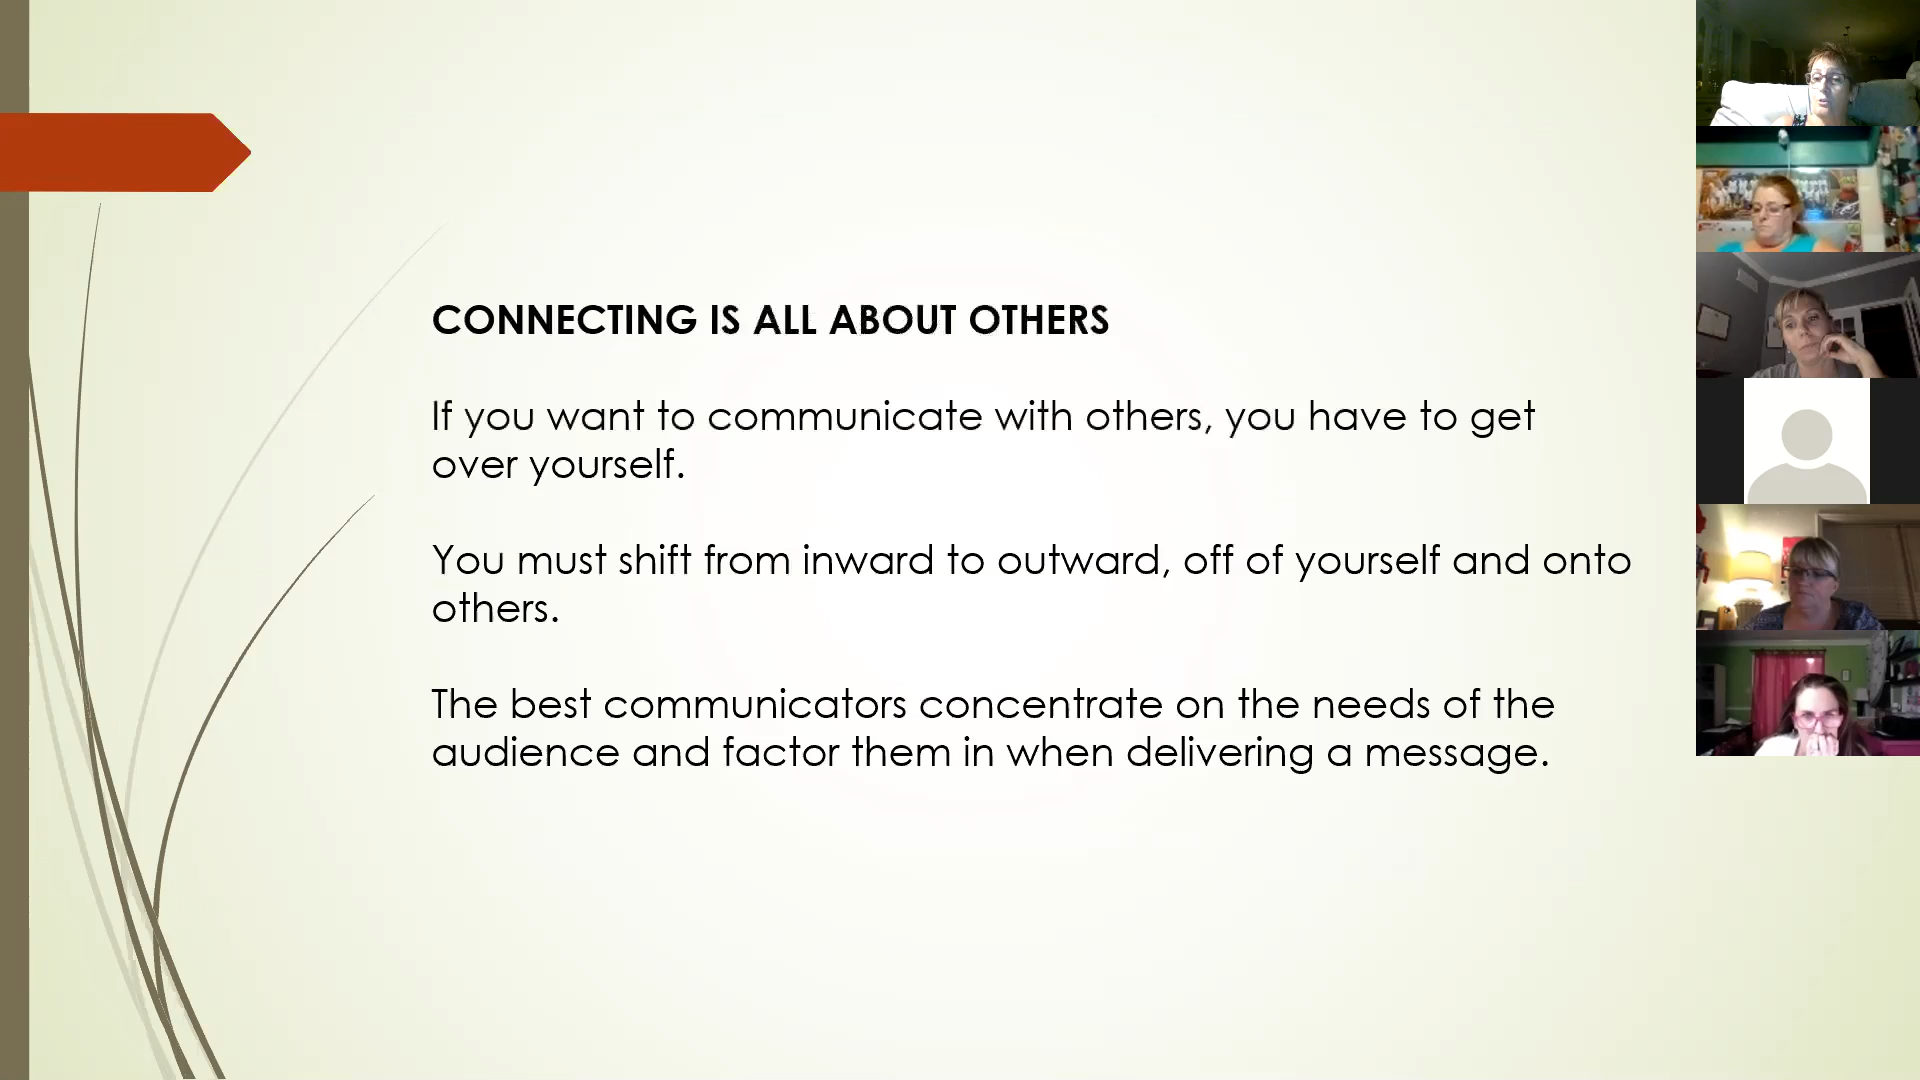 CONNECTING IS ALL ABOUT OTHERS
If you want to communicate with others, you have to get
over yourself.
You must shift from inward to outward, off of yourself and onto
others.
The best communicators concentrate on the needs of the
audience and factor them in when delivering a message.